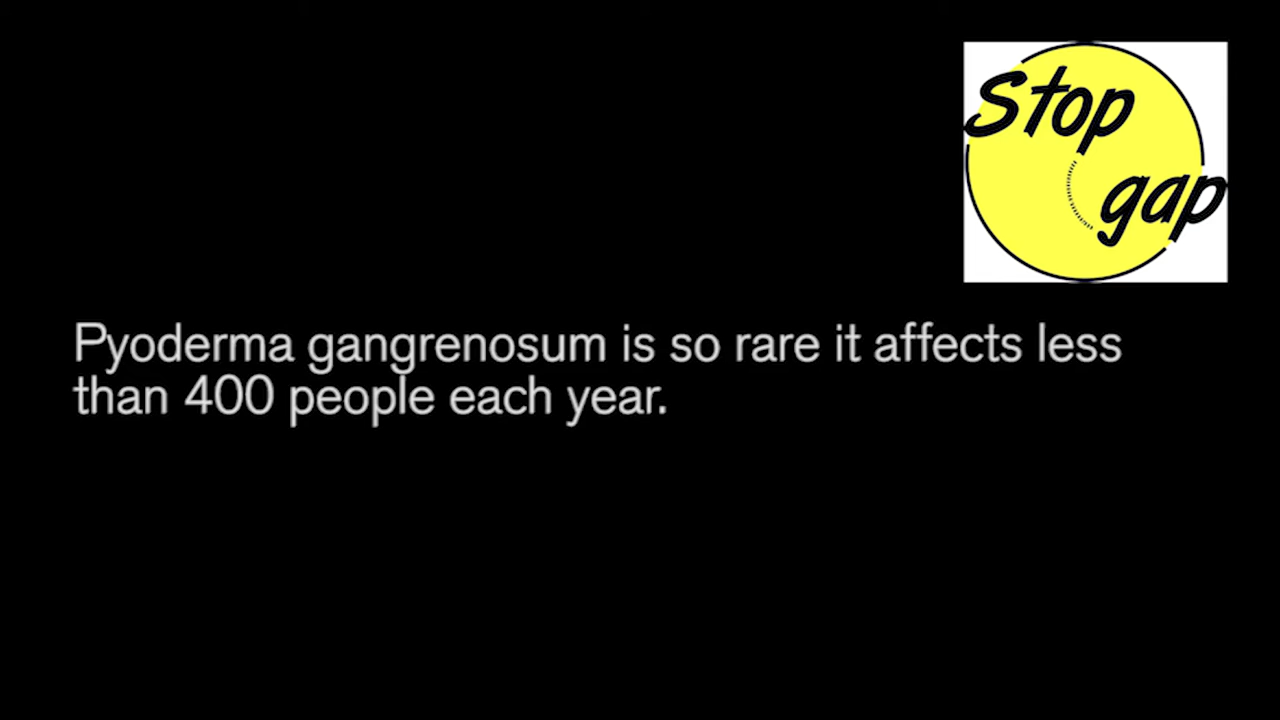 Stop
gap
Pyoderma gangrenosum is so rare it affects less
than 400 people each year.